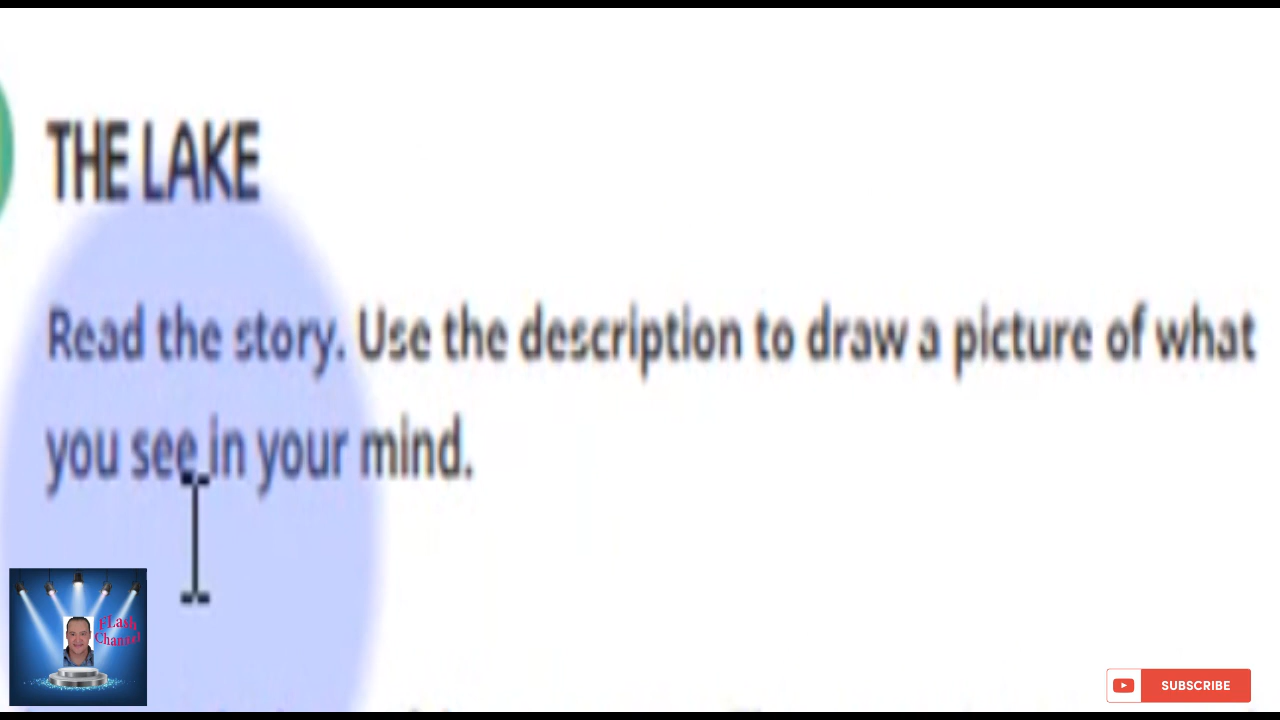 THE LAKE
Read the story. Use the description to draw a picture of what
you see in your mind.
FLash
Channel
SUBSCRIBE